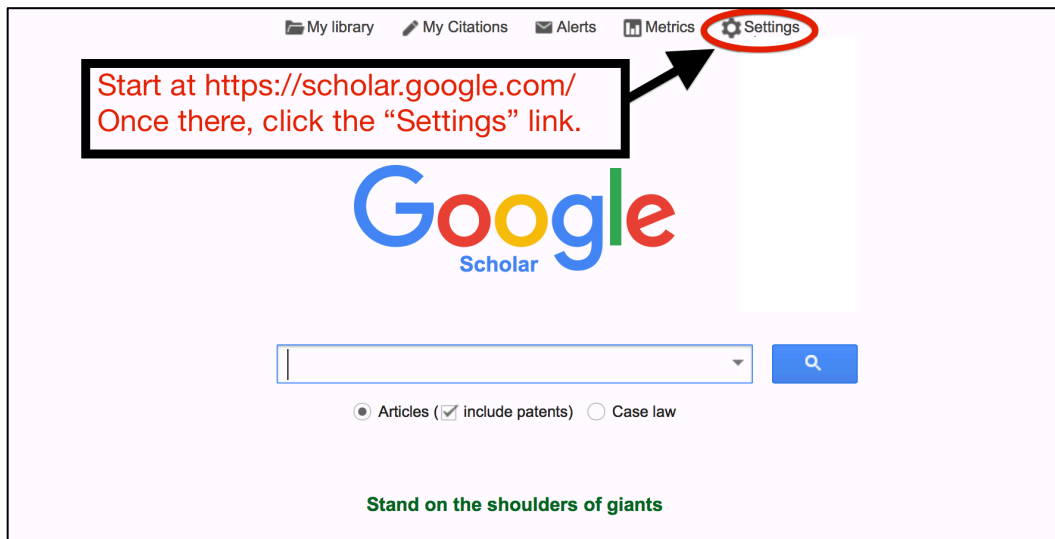 My library My Citations Alerts Metrics Settings
Start at https://scholar.google.com/
Once there, click the “Settings” link.
Google
Scholar
Articles ( include patents) Case law
Stand on the shoulders of giants